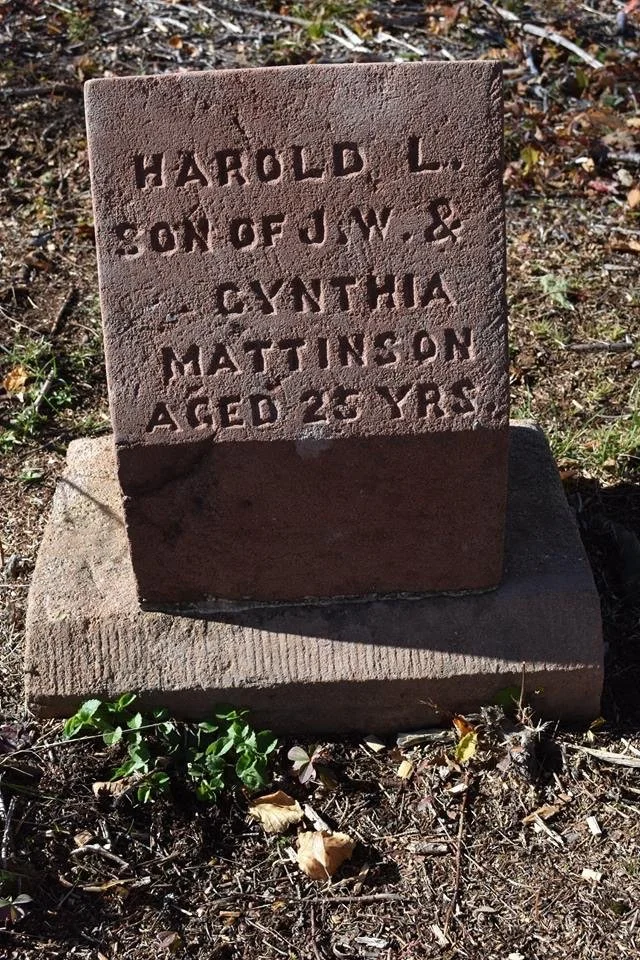 HAROLD L.
SON OF J.W. &
CYNTHIA
MATTINSON
AGED 25 YRS.